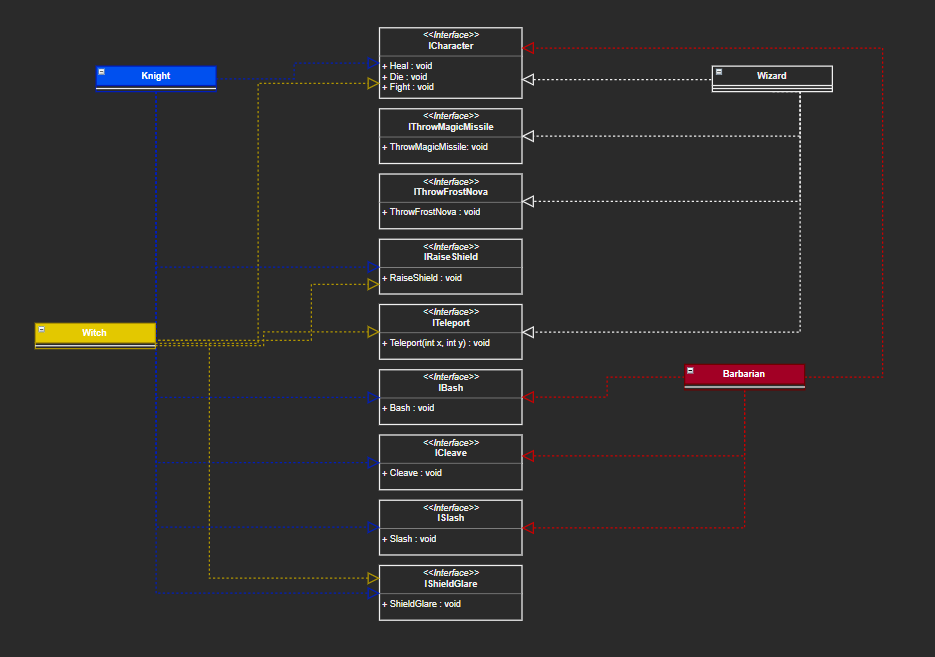 <<Interface>>
ICharacter
+ Heal : void
+ Die : void
+ Fight : void
Knight
Wizard
<<Interface>>
IThrowMagicMissile
+ ThrowMagicMissile: void
<<Interface>>
IThrowFrostNova
+ ThrowFrostNova : void
<<Interface>>
IRaiseShield
+ RaiseShield : void
<<Interface>>
ITeleport
+ Teleport(int x, int y) : void
Witch
<<Interface>>
IBash
+ Bash : void
Barbarian
<<Interface>>
ICleave
+ Cleave : void
<<Interface>>
ISlash
+ Slash : void
<<Interface>>
IShieldGlare
+ ShieldGlare : void